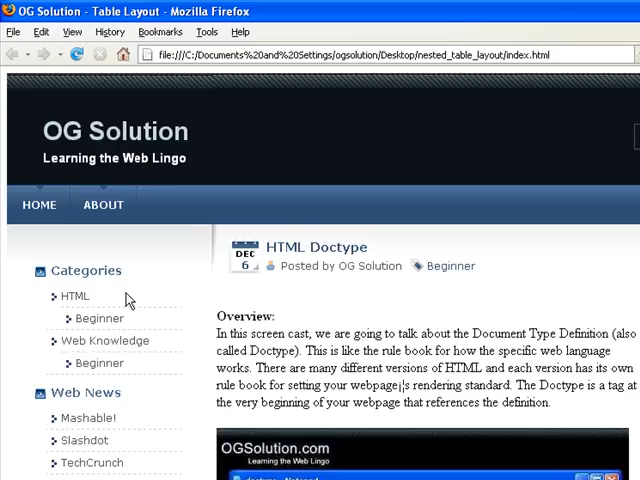 OG Solution - Table Layout - Mozilla Firefox
File Edit View History Bookmarks Tools Help
file:///C:/Documents%20and%20Settings/ogsolution/Desktop/nested_table_layout/index.html
OG Solution
Learning the Web Lingo
HOME ABOUT
DEC
6
HTML Doctype
Posted by OG Solution Beginner
Categories
HTML
Beginner
Web Knowledge
Beginner
Web News
Mashable!
Slashdot
TechCrunch
Overview:
In this screen cast, we are going to talk about the Document Type Definition (also
called Doctype). This is like the rule book for how the specific web language
works. There are many different versions of HTML and each version has its own
rule book for setting your webpage¡¦s rendering standard. The Doctype is a tag at
the very beginning of your webpage that references the definition.
OGSolution.com
Learning the Web Lingo
doctype - Notepad